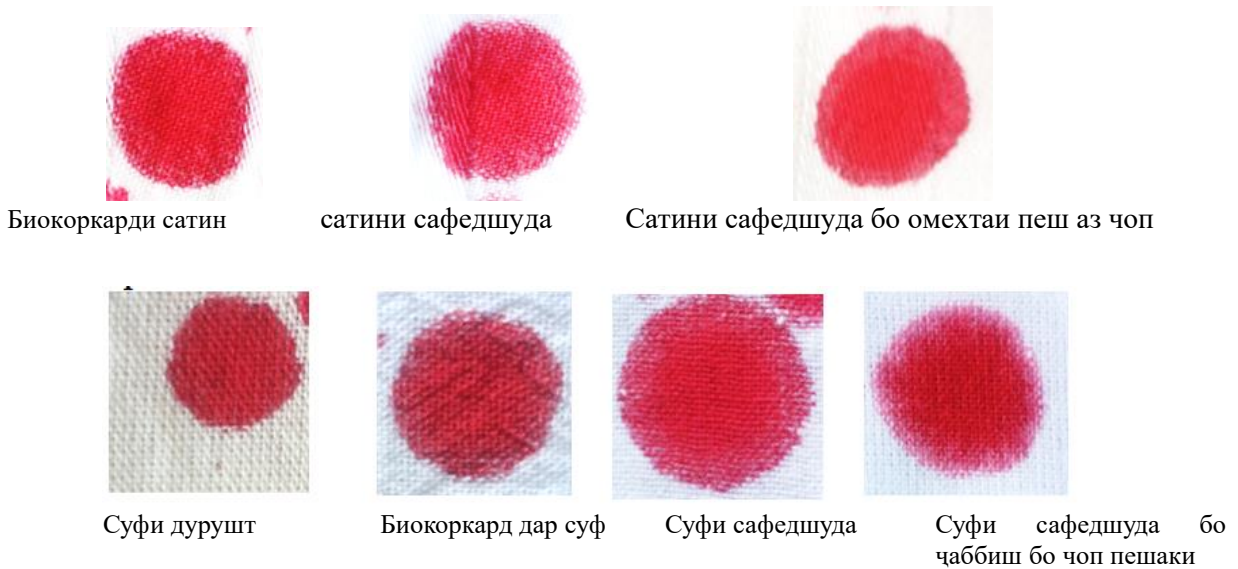 Биокоркарди сатин
сатини сафедшуда
Сатини сафедшуда бо омехтаи пеш аз чоп
Суфи дурушт
Биокоркард дар суф
Суфи сафедшуда
Суфи сафедшуда бо
ҷаббиш бо чоп пешаки